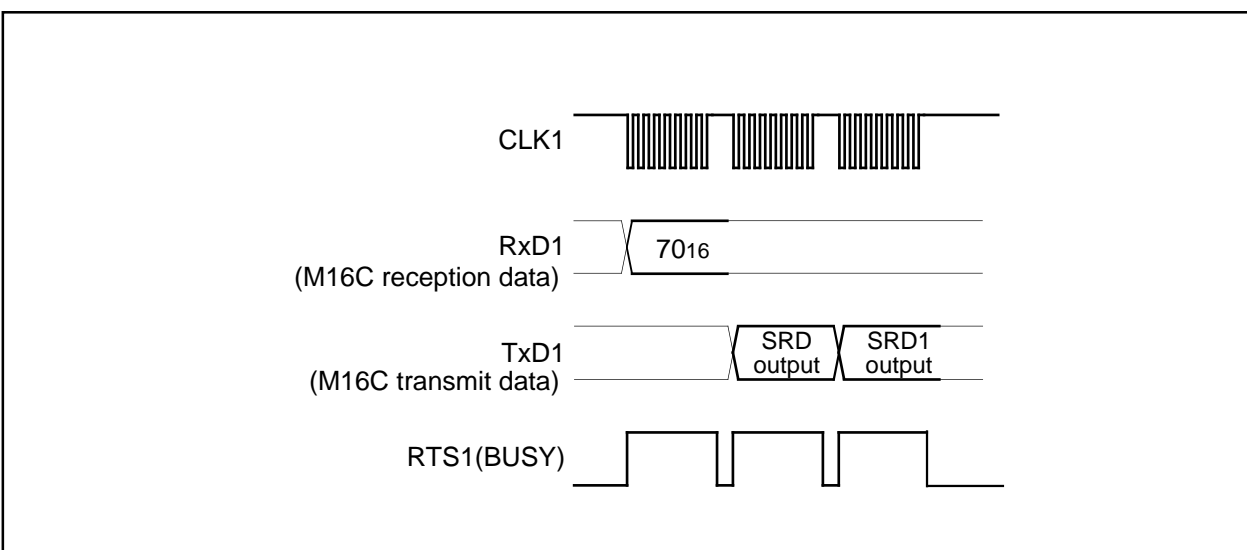 CLK1
RxD1
(M16C reception data)
7016
TxD1
(M16C transmit data)
SRD
output
SRD1
output
RTS1(BUSY)